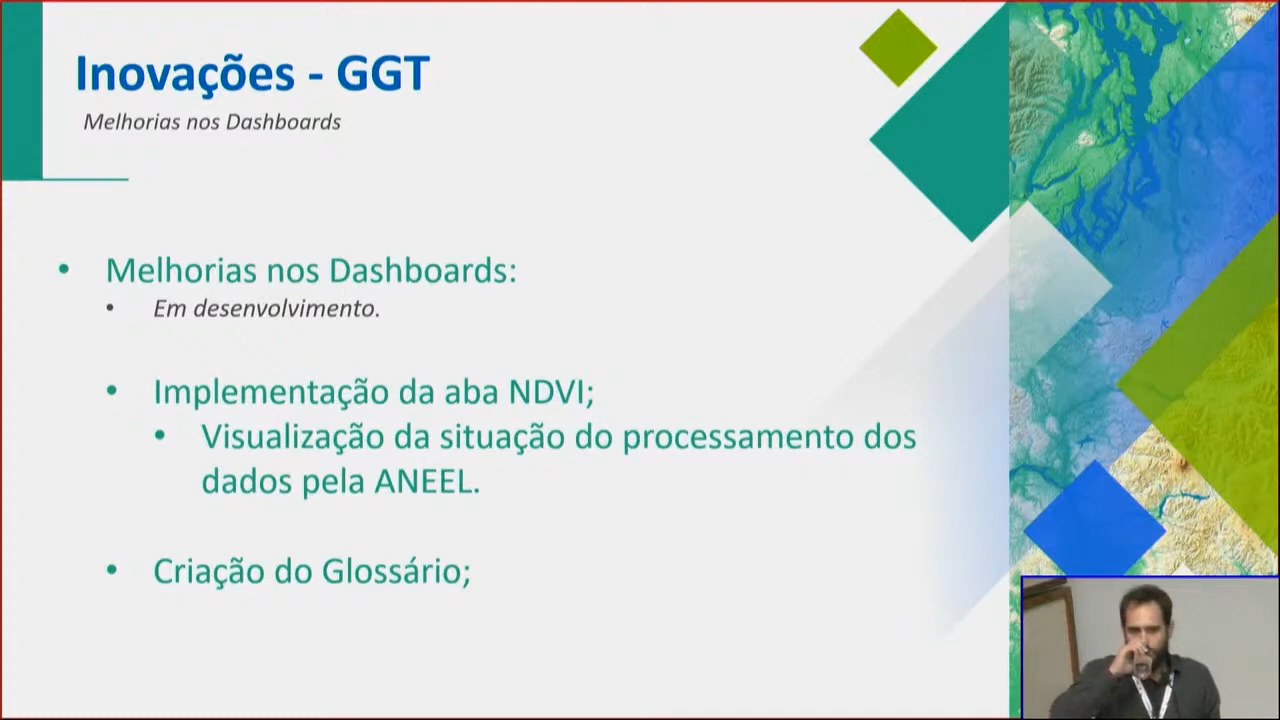 Inovações - GGT
Melhorias nos Dashboards
• Melhorias nos Dashboards:
• Em desenvolvimento.
• Implementação da aba NDVI;
• Visualização da situação do processamento dos
dados pela ANEEL.
• Criação do Glossário;